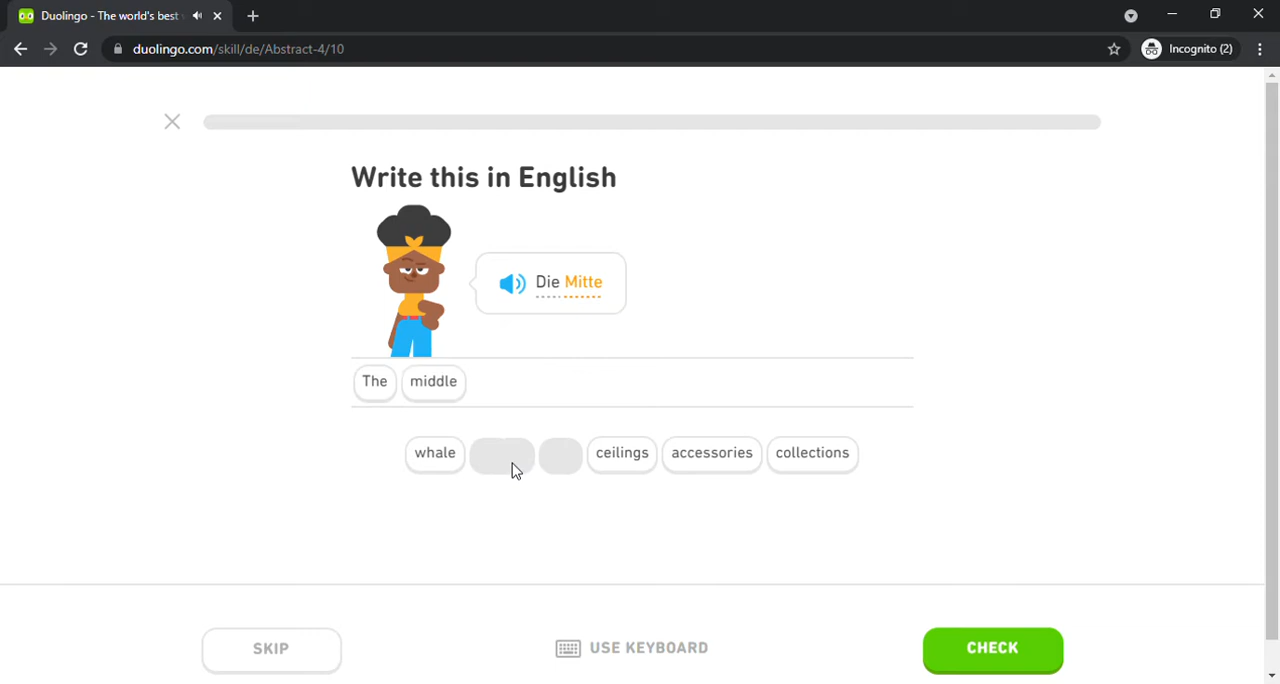 Duolingo - The world's best
duolingo.com/skill/de/Abstract-4/10
Incognito (2)
Write this in English
Die Mitte
The middle
whale ceilings accessories collections
SKIP USE KEYBOARD CHECK